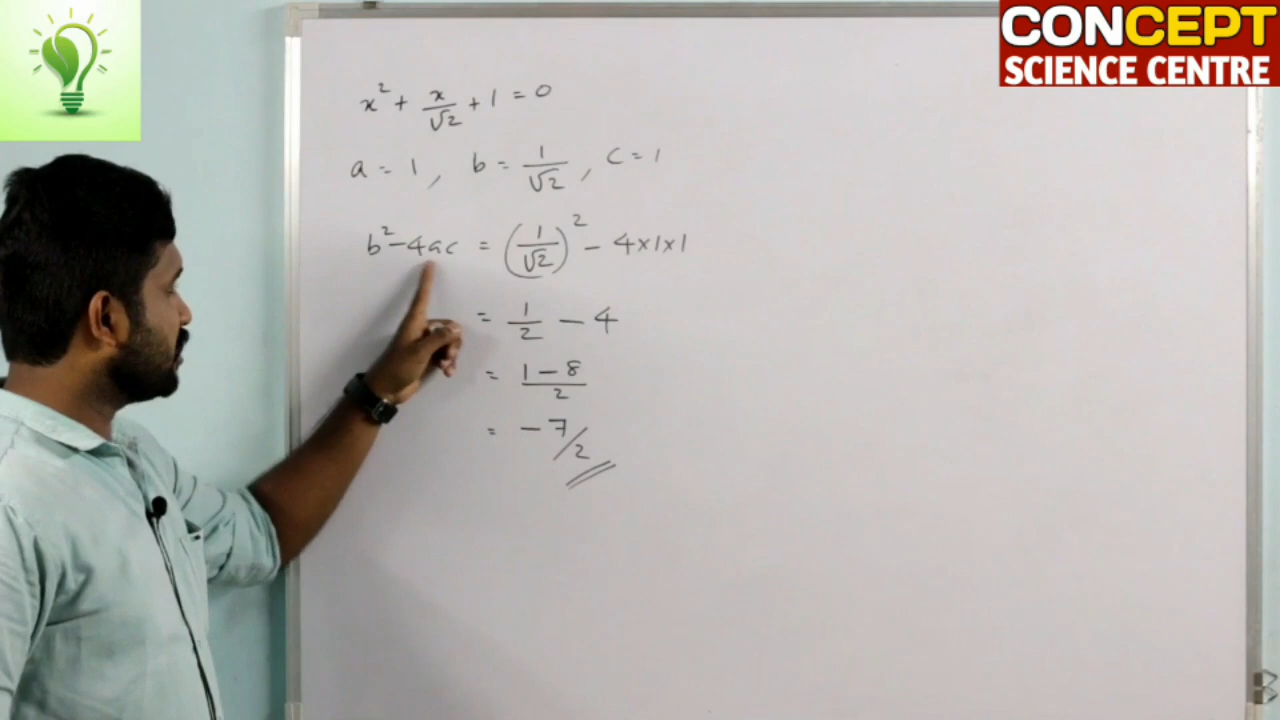 CONCEPT
SCIENCE CENTRE
x² + x/√2 + 1 = 0
a = 1, b = 1/√2, c = 1
b² - 4ac = (1/√2)² - 4×1×1
= 1/2 - 4
= (1 - 8)/2
= -7/2